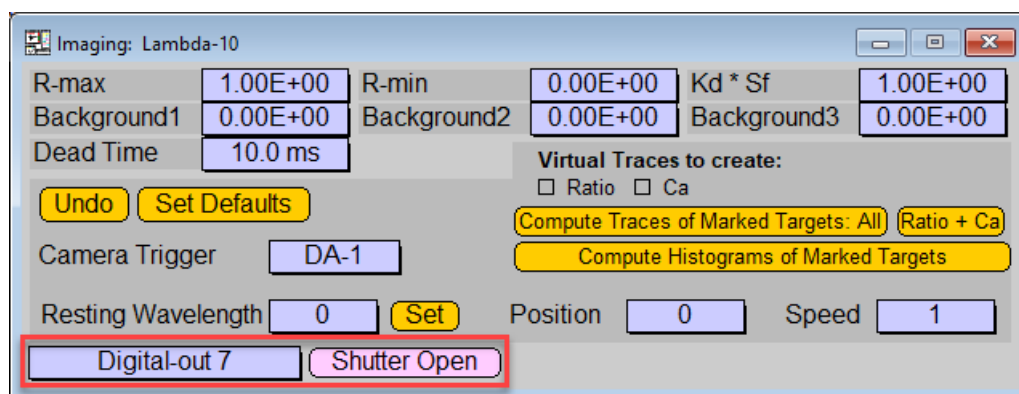 Imaging: Lambda-10
R-max 1.00E+00 R-min 0.00E+00 Kd * Sf 1.00E+00
Background1 0.00E+00 Background2 0.00E+00 Background3 0.00E+00
Dead Time 10.0 ms
Virtual Traces to create:
Ratio Ca
Undo Set Defaults
Compute Traces of Marked Targets: All Ratio + Ca
Camera Trigger DA-1
Compute Histograms of Marked Targets
Resting Wavelength 0 Set Position 0 Speed 1
Digital-out 7 Shutter Open